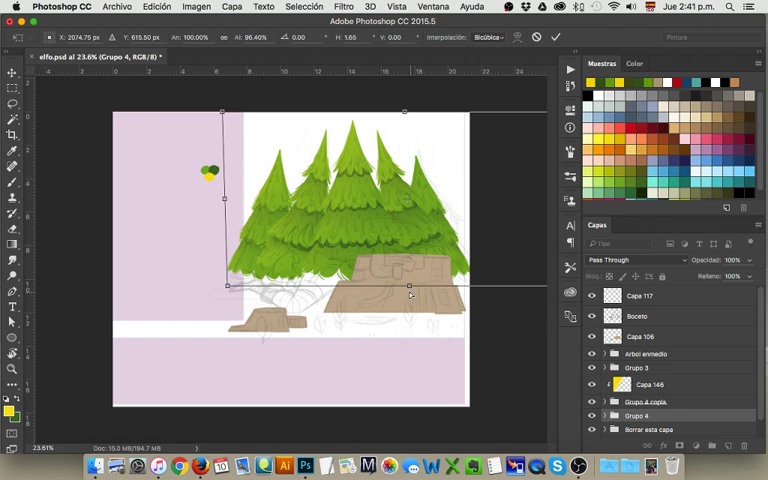 Photoshop CC Archivo Edición Imagen Capa Texto Selección Filtro 3D Vista Ventana Ayuda Jue 2:41 p. m.
Adobe Photoshop CC 2015.5
X: 2074.75 px Y: 615.50 px An: 100.00% Al: 96.40% 0.00 H: 1.65 V: 0.00 Interpolación: Bicúbica Pintura
elfo.psd al 23.6% (Grupo 4, RGB/8) *
Muestras Color
Capas
Tipo
Pass Through Opacidad: 100%
Bloq.: Relleno: 100%
Capa 117
Boceto
Capa 106
Arbol enmedio
Grupo 3
Capa 146
Grupo 4 copia
Grupo 4
Borrar esta capa
23.61% Doc: 15.0 MB/194.7 MB